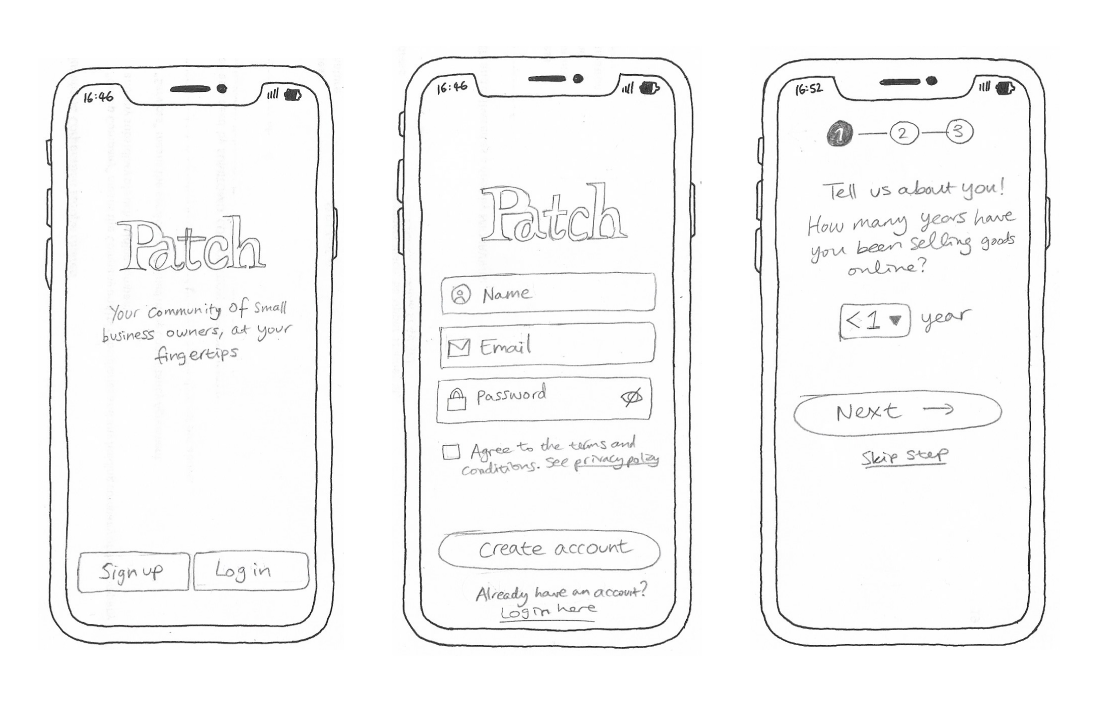 16:46
Patch
Your community of small
business owners, at your
fingertips
Sign up
Log in
16:46
Patch
Name
Email
Password
Agree to the terms and
conditions. See privacy policy
Create account
Already have an account?
Login here
16:52
1
2
3
Tell us about you!
How many years have
you been selling goods
online?
<1 ▼ year
Next →
Skip step